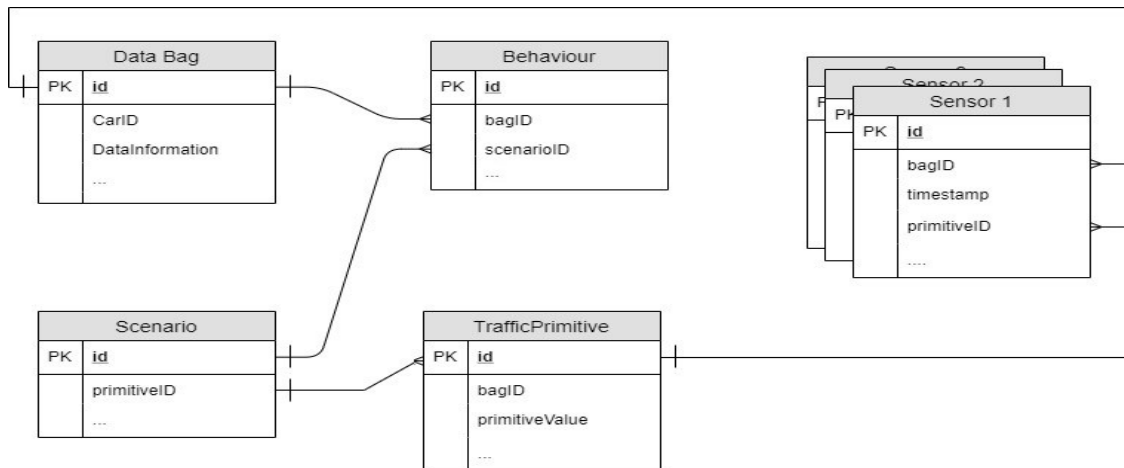 Data Bag
PK id
CarID
DataInformation
...
Behaviour
PK id
bagID
scenarioID
...
Sensor 2
Sensor 1
PK id
bagID
timestamp
primitiveID
....
Scenario
PK id
primitiveID
...
TrafficPrimitive
PK id
bagID
primitiveValue
...